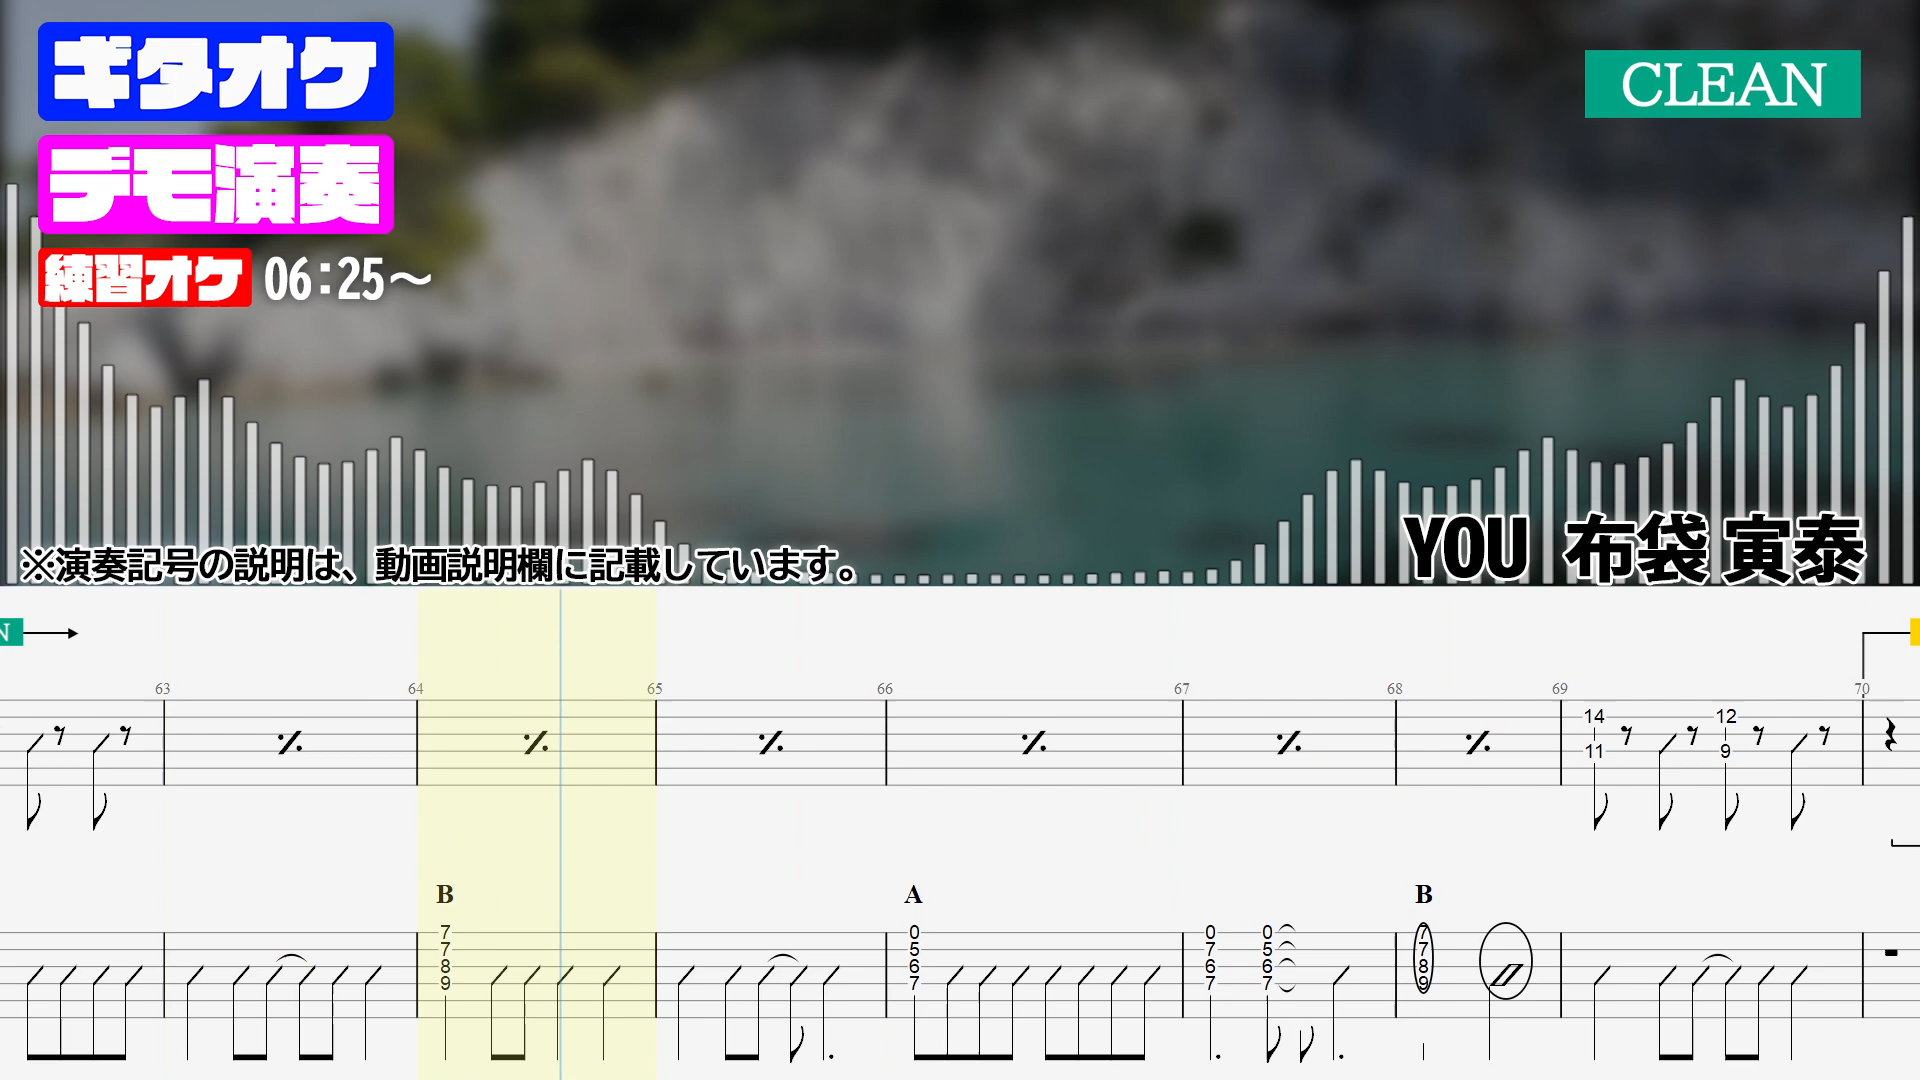 ギタオケ
デモ演奏
練習オケ 06:25〜
CLEAN
※演奏記号の説明は、動画説明欄に記載しています。
YOU 布袋 寅泰
N
63 64 65 66 67 68 69 70
14 12
11 9
B A B
7 0 0 0 7
7 5 7 5 7
8 6 6 6 8
9 7 7 7 9